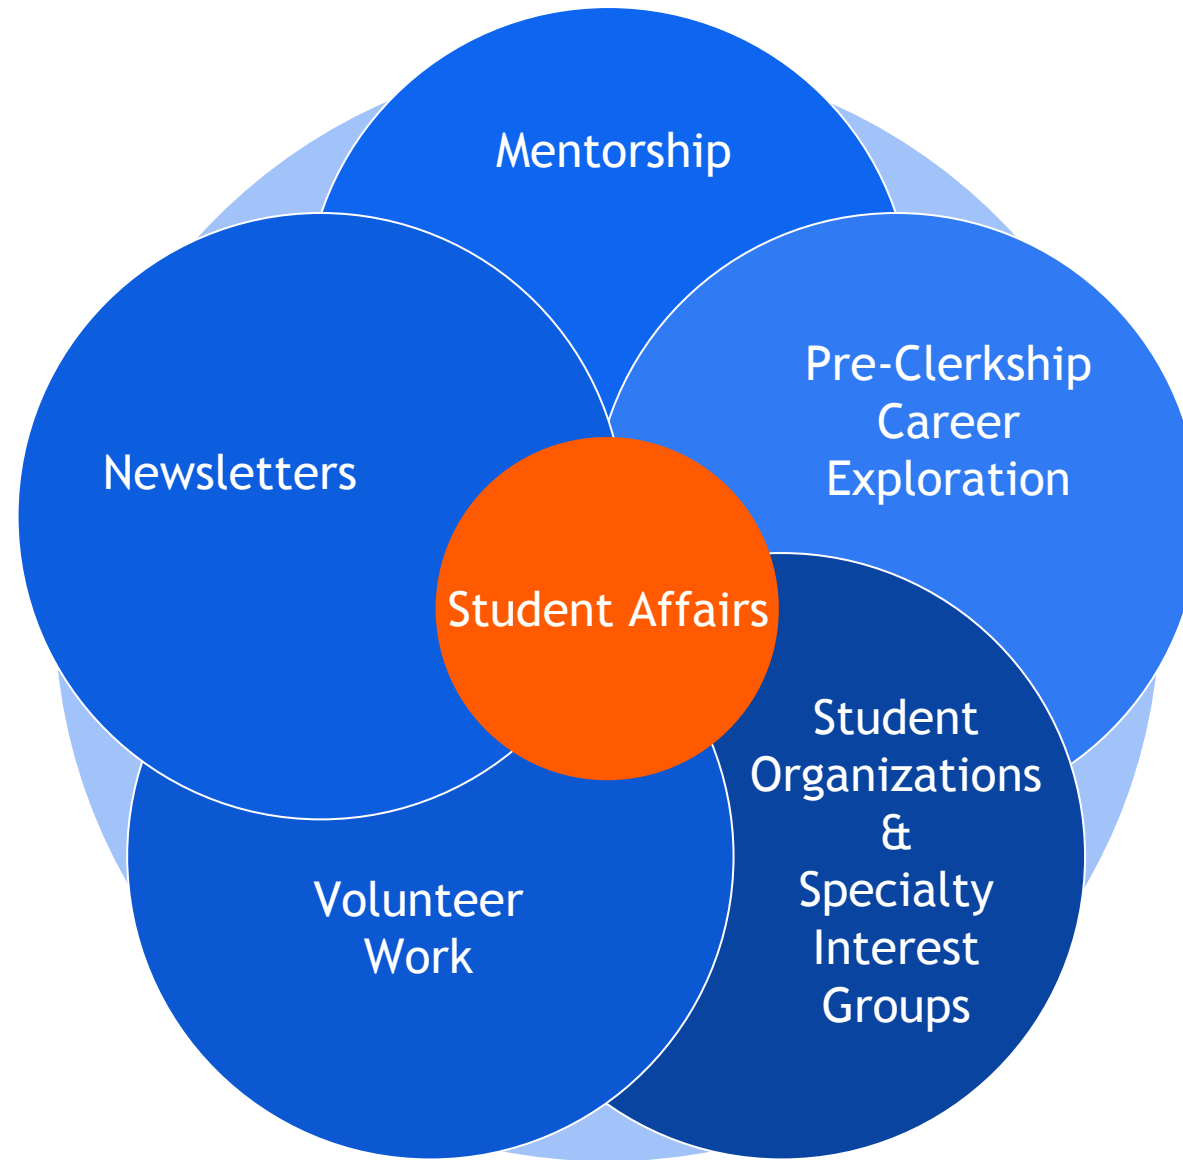 Mentorship
Pre-Clerkship
Career
Exploration
Newsletters
Student Affairs
Student
Organizations
&
Specialty
Interest
Groups
Volunteer
Work